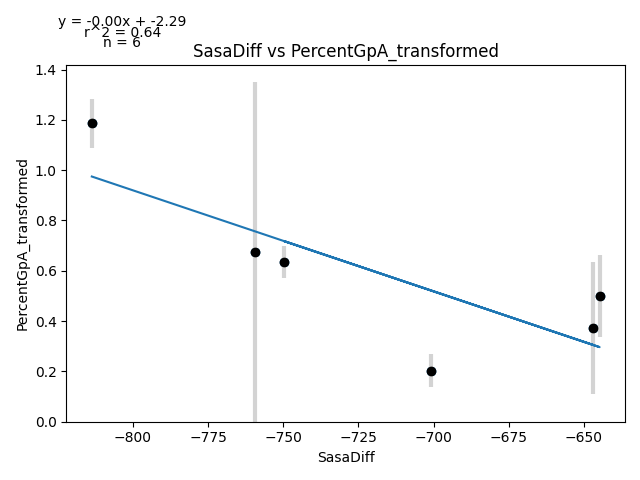 y = -0.00x + -2.29
r^2 = 0.64
n = 6
SasaDiff vs PercentGpA_transformed
1.4
1.2
1.0
0.8
0.6
0.4
0.2
0.0
PercentGpA_transformed
−800 −775 −750 −725 −700 −675 −650
SasaDiff